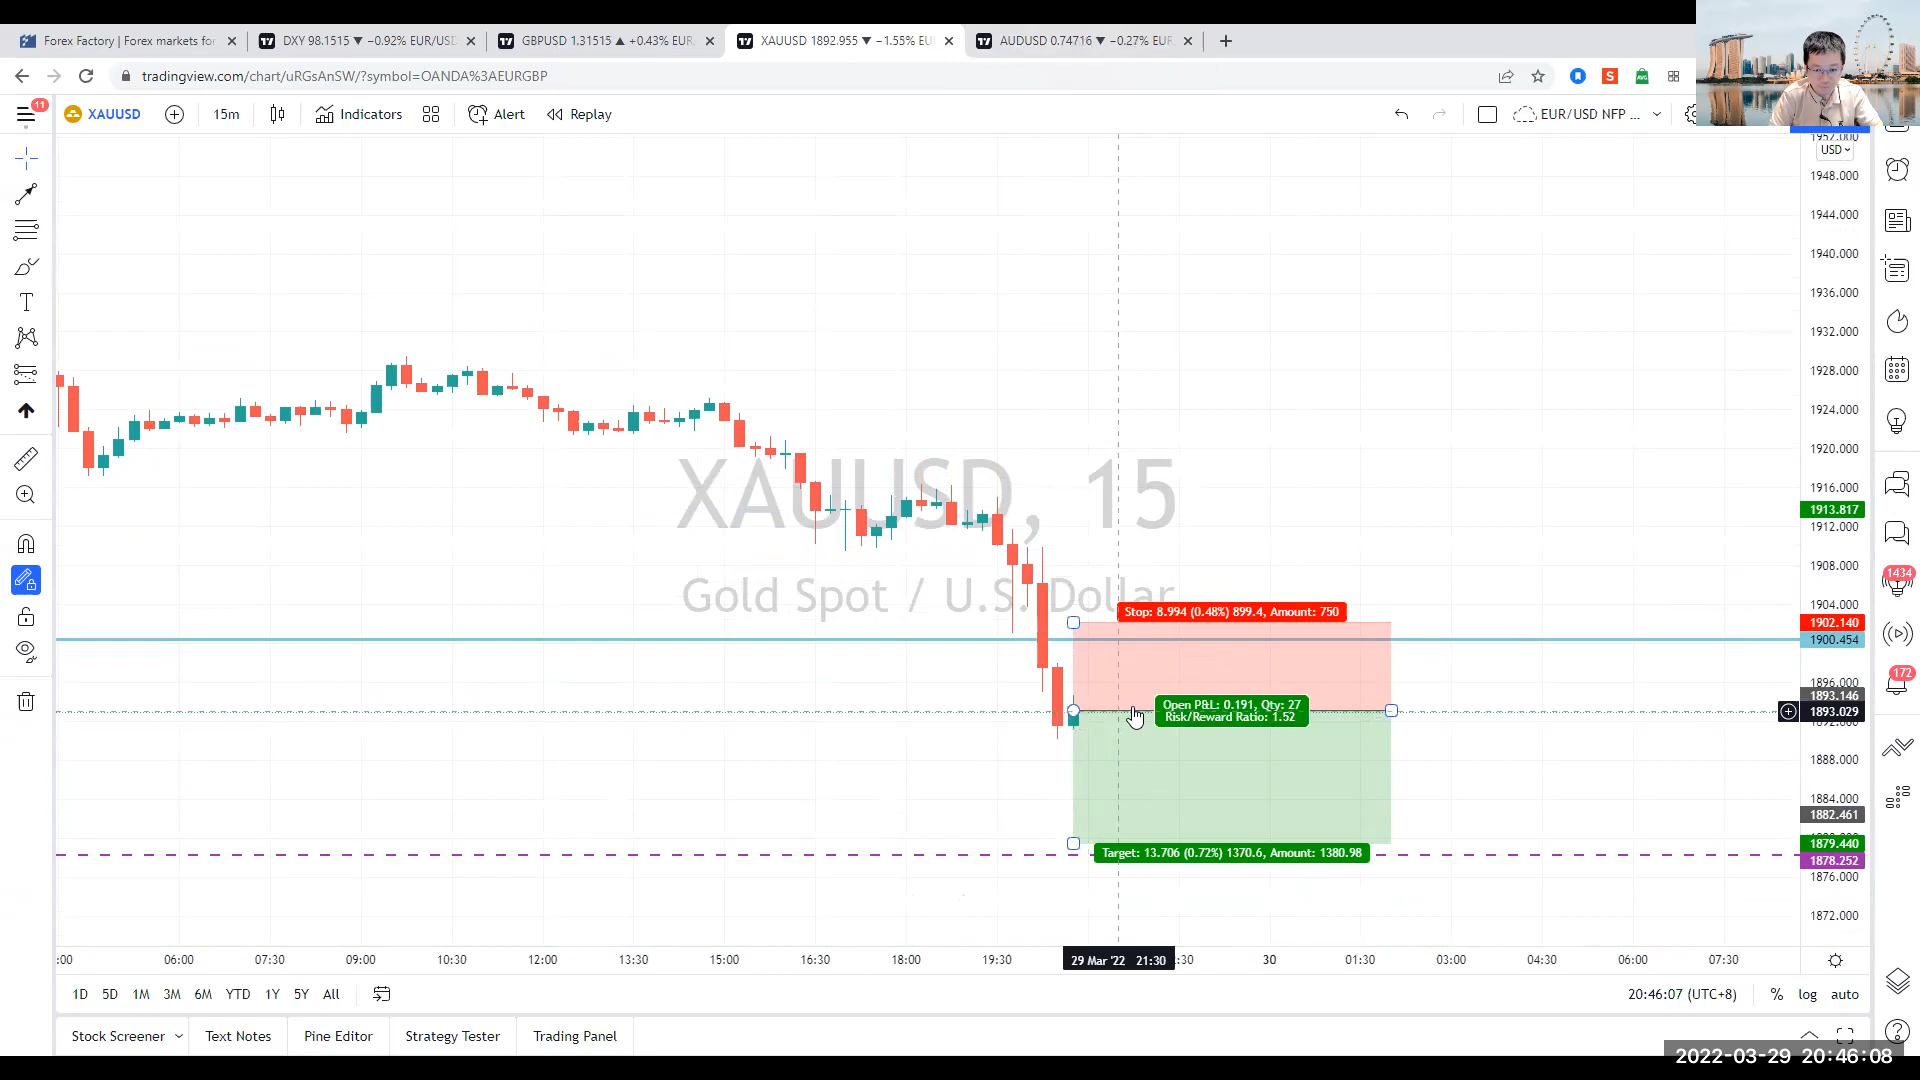 Forex Factory | Forex markets for
DXY 98.1515 ▼ −0.92% EUR/USD
GBPUSD 1.31515 ▲ +0.43% EUR
XAUUSD 1892.955 ▼ −1.55% EU
AUDUSD 0.74716 ▼ −0.27% EUR
tradingview.com/chart/uRGsAnSW/?symbol=OANDA%3AEURGBP
11
XAUUSD
15m
Indicators
Alert
Replay
EUR/USD NFP ...
1952.000
USD
1948.000
1944.000
1940.000
1936.000
1932.000
1928.000
1924.000
1920.000
1916.000
1913.817
1912.000
1908.000
1904.000
1902.140
1900.454
1896.000
1893.146
1893.029
1888.000
1884.000
1882.461
1879.440
1878.252
1876.000
1872.000
1434
172
XAUUSD, 15
Gold Spot / U.S. Dollar
Stop: 8.994 (0.48%) 899.4, Amount: 750
Open P&L: 0.191, Qty: 27
Risk/Reward Ratio: 1.52
Target: 13.706 (0.72%) 1370.6, Amount: 1380.98
:00 06:00 07:30 09:00 10:30 12:00 13:30 15:00 16:30 18:00 19:30 29 Mar '22 21:30 :30 30 01:30 03:00 04:30 06:00 07:30
1D 5D 1M 3M 6M YTD 1Y 5Y All
20:46:07 (UTC+8) % log auto
Stock Screener Text Notes Pine Editor Strategy Tester Trading Panel
2022-03-29 20:46:08